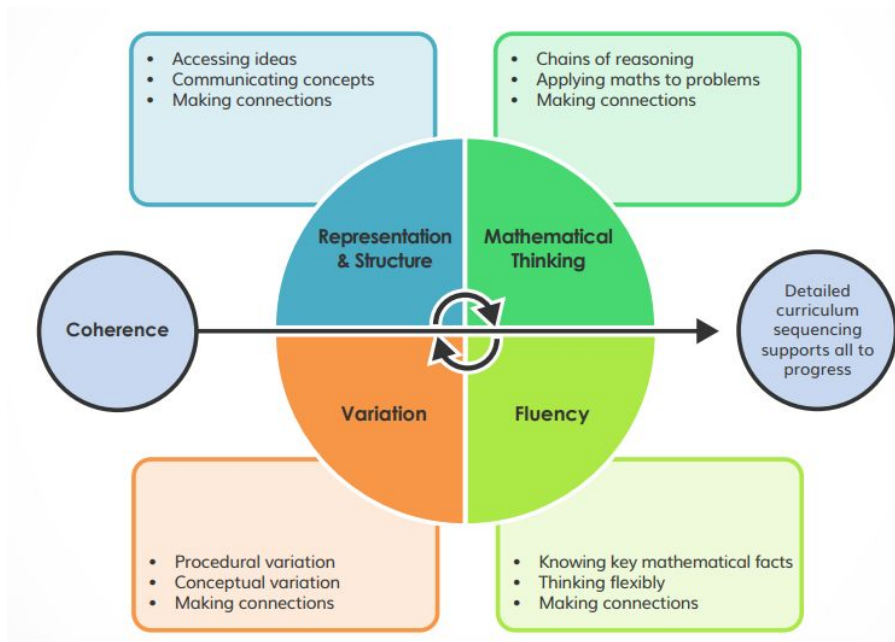 • Accessing ideas
• Communicating concepts
• Making connections
• Chains of reasoning
• Applying maths to problems
• Making connections
Representation
& Structure
Mathematical
Thinking
Coherence
Detailed
curriculum
sequencing
supports all to
progress
Variation
Fluency
• Procedural variation
• Conceptual variation
• Making connections
• Knowing key mathematical facts
• Thinking flexibly
• Making connections